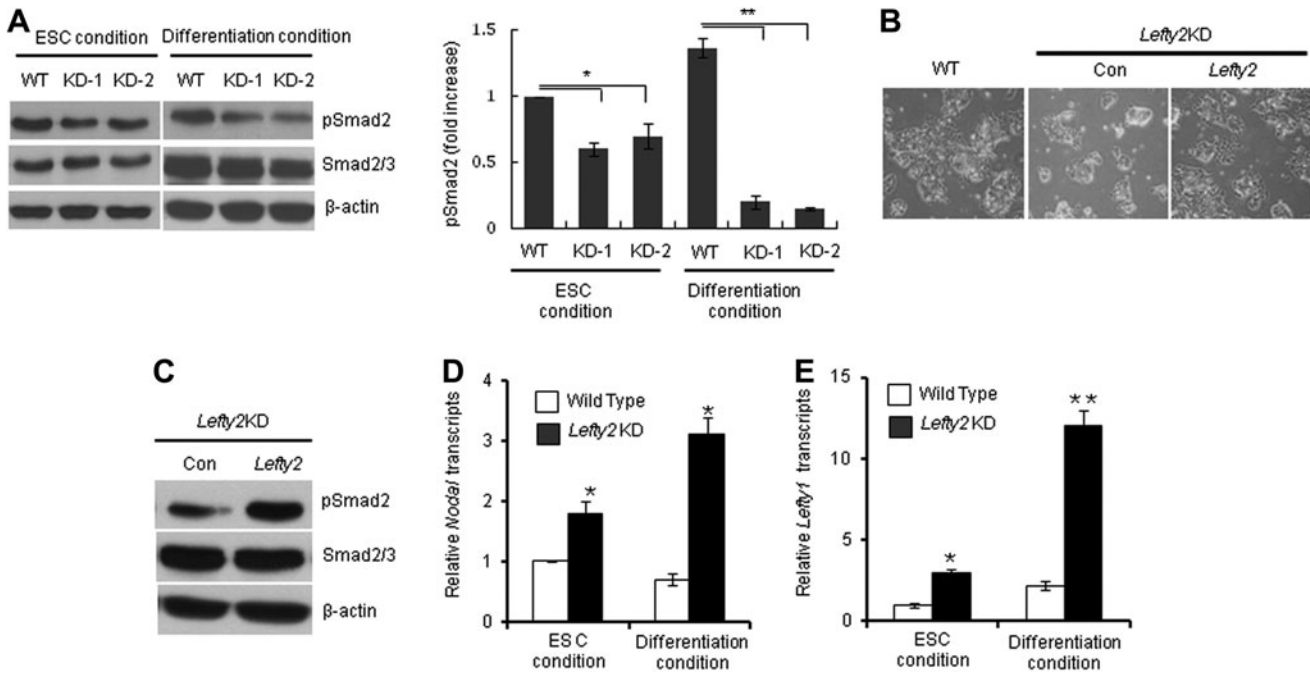 A
ESC condition
Differentiation condition
WT KD-1 KD-2 WT KD-1 KD-2
pSmad2
Smad2/3
β-actin
pSmad2 (fold increase)
1.5
1
0.5
0
*
**
WT KD-1 KD-2 WT KD-1 KD-2
ESC
condition
Differentiation
condition
B
Lefty2KD
WT Con Lefty2
C
Lefty2KD
Con Lefty2
pSmad2
Smad2/3
β-actin
D
Relative Nodal transcripts
4
3
2
1
0
Wild Type
Lefty2 KD
*
*
ESC
condition
Differentiation
condition
E
Relative Lefty1 transcripts
15
10
5
0
Wild Type
Lefty2 KD
*
**
ESC
condition
Differentiation
condition